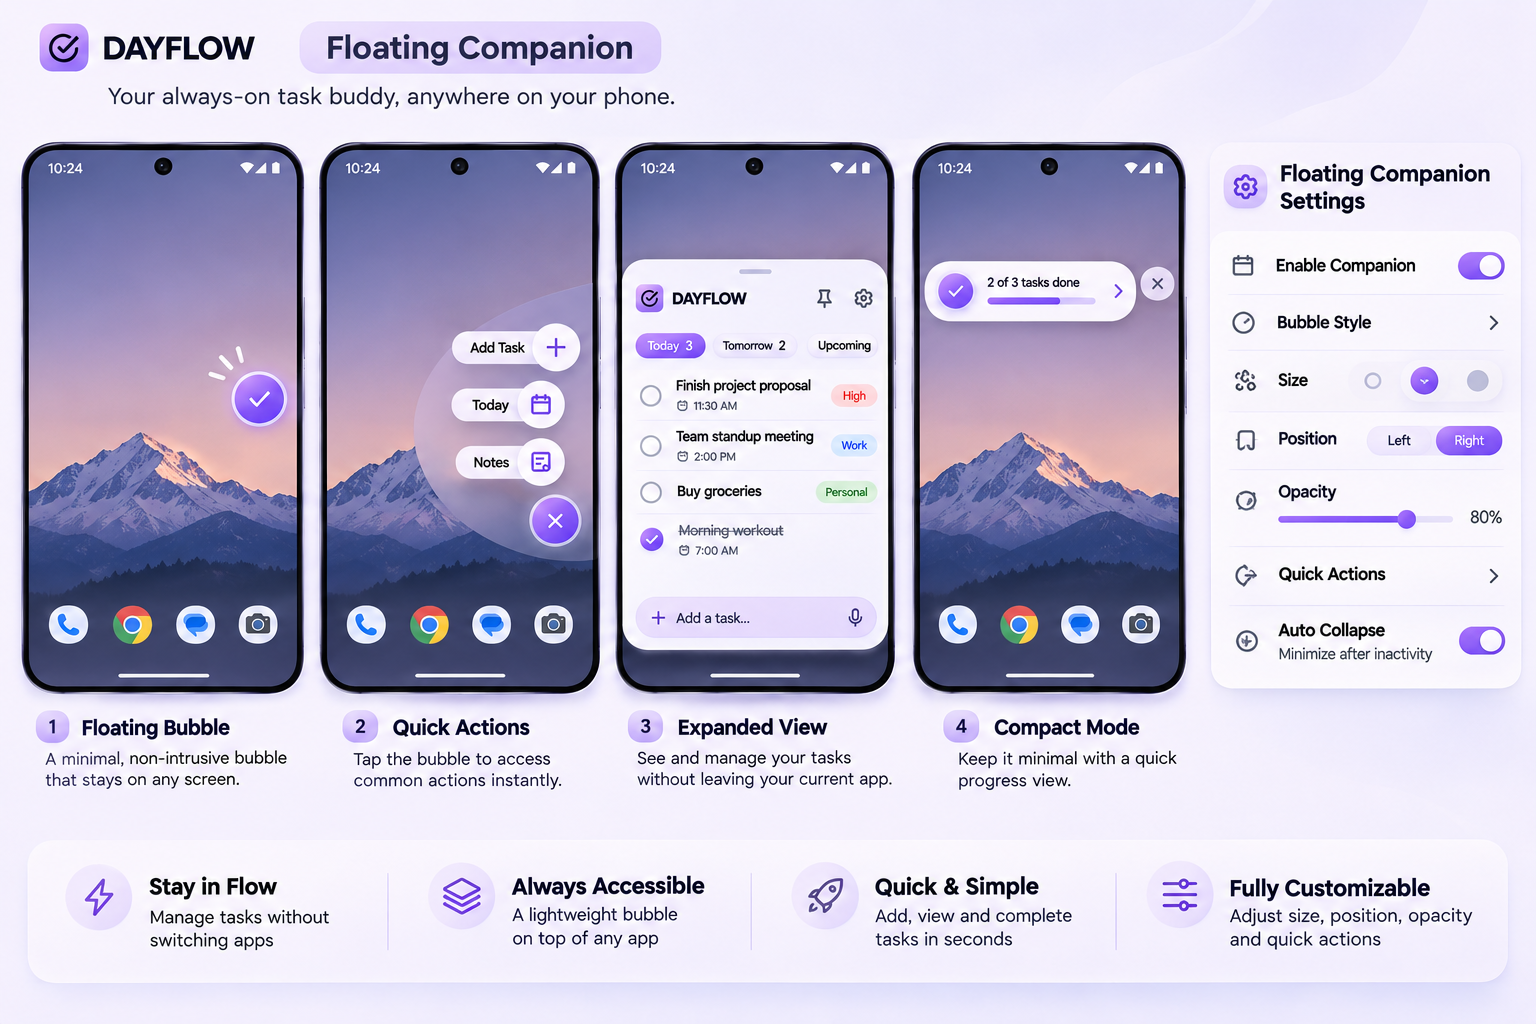 DAYFLOW
Floating Companion
Your always-on task buddy, anywhere on your phone.
10:24
10:24
Add Task
Today
Notes
10:24
DAYFLOW
Today 3
Tomorrow 2
Upcoming
Finish project proposal
11:30 AM
High
Team standup meeting
2:00 PM
Work
Buy groceries
Personal
Morning workout
7:00 AM
Add a task...
10:24
2 of 3 tasks done
Floating Companion
Settings
Enable Companion
Bubble Style
Size
Position
Left
Right
Opacity
80%
Quick Actions
Auto Collapse
Minimize after inactivity
1 Floating Bubble
A minimal, non-intrusive bubble
that stays on any screen.
2 Quick Actions
Tap the bubble to access
common actions instantly.
3 Expanded View
See and manage your tasks
without leaving your current app.
4 Compact Mode
Keep it minimal with a quick
progress view.
Stay in Flow
Manage tasks without
switching apps
Always Accessible
A lightweight bubble
on top of any app
Quick & Simple
Add, view and complete
tasks in seconds
Fully Customizable
Adjust size, position, opacity
and quick actions